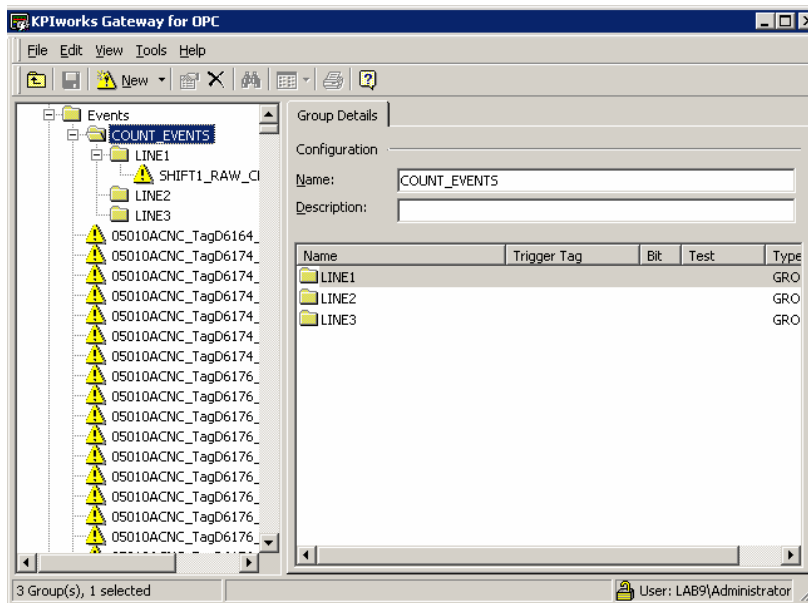 KPIworks Gateway for OPC
File Edit View Tools Help
New
Events
COUNT_EVENTS
LINE1
SHIFT1_RAW_C
LINE2
LINE3
05010ACNC_TagD6164_
05010ACNC_TagD6174_
05010ACNC_TagD6174_
05010ACNC_TagD6174_
05010ACNC_TagD6174_
05010ACNC_TagD6174_
05010ACNC_TagD6174_
05010ACNC_TagD6176_
05010ACNC_TagD6176_
05010ACNC_TagD6176_
05010ACNC_TagD6176_
05010ACNC_TagD6176_
05010ACNC_TagD6176_
05010ACNC_TagD6176_
05010ACNC_TagD6176_
05010ACNC_TagD6176_
Group Details
Configuration
Name: COUNT_EVENTS
Description:
Name Trigger Tag Bit Test Type
LINE1 GRO
LINE2 GRO
LINE3 GRO
3 Group(s), 1 selected
User: LAB9\Administrator